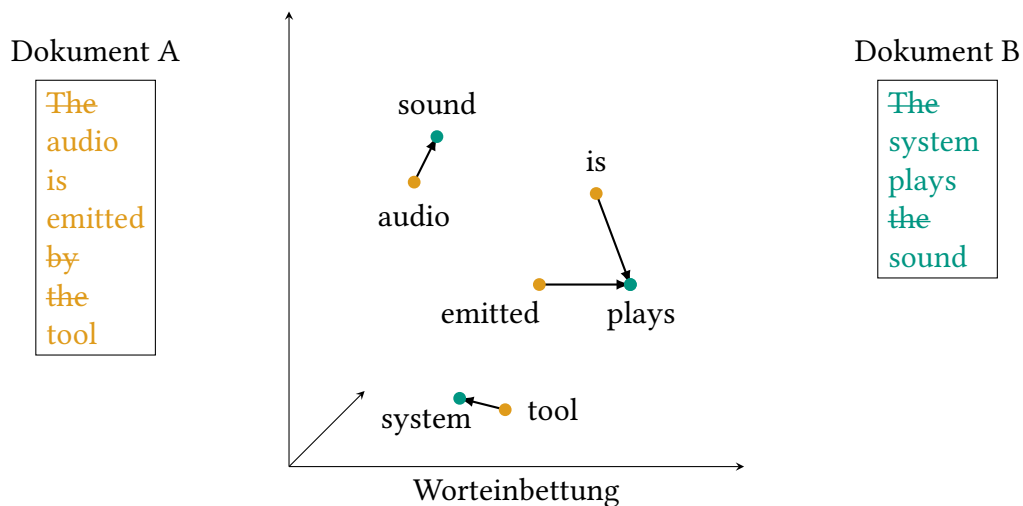 Dokument A
The
audio
is
emitted
by
the
tool
sound
audio
is
emitted
plays
system
tool
Worteinbettung
Dokument B
The
system
plays
the
sound